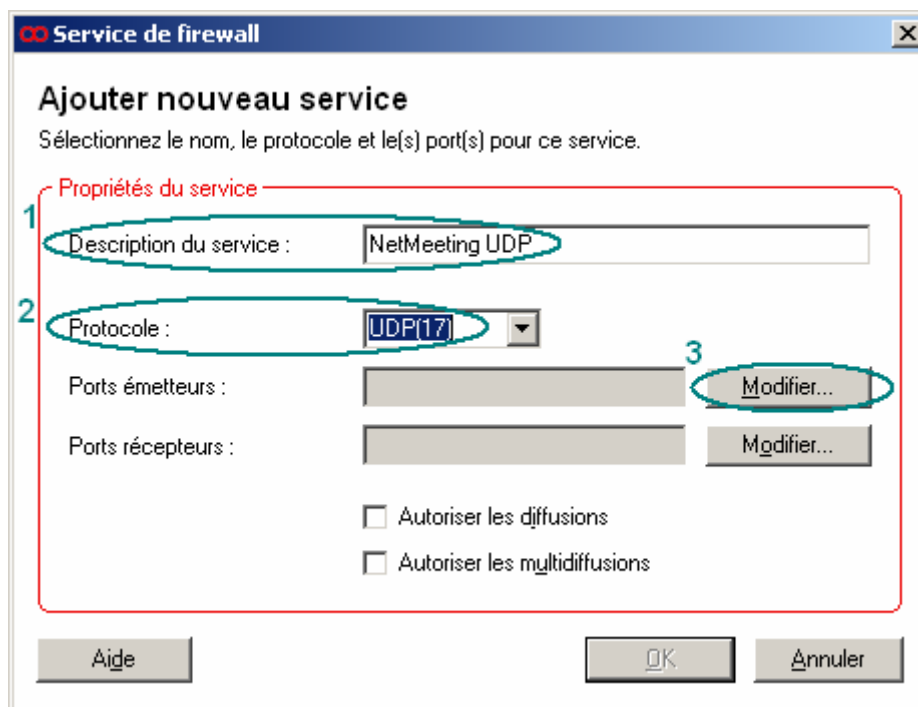 Service de firewall
Ajouter nouveau service
Sélectionnez le nom, le protocole et le(s) port(s) pour ce service.
Propriétés du service
1
Description du service : NetMeeting UDP
2
Protocole : UDP(17)
3
Ports émetteurs : Modifier...
Ports récepteurs : Modifier...
Autoriser les diffusions
Autoriser les multidiffusions
Aide OK Annuler